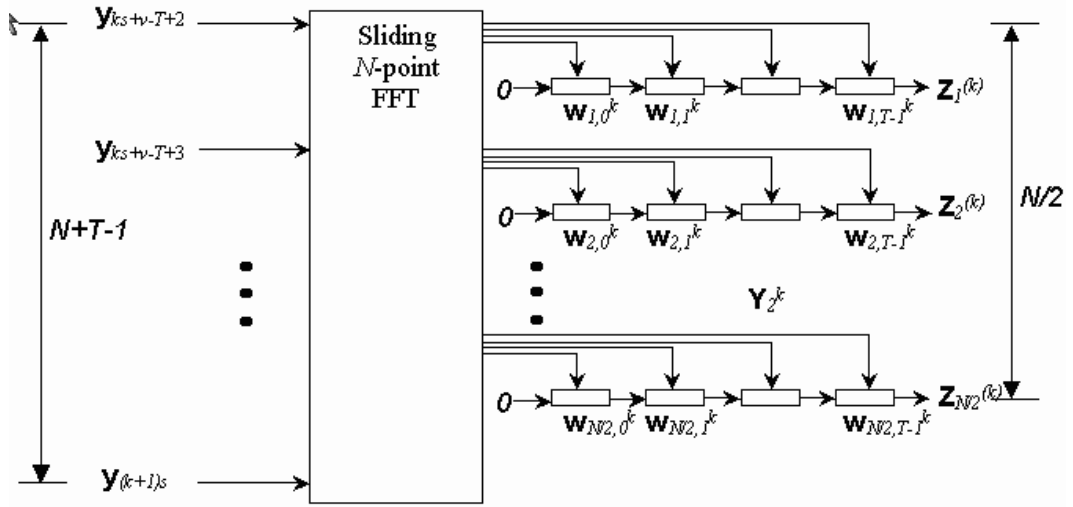 y_{ks+v-T+2}
Sliding
N-point
FFT
0
w_{1,0}^k w_{1,1}^k w_{1,T-1}^k
z_1^{(k)}
y_{ks+v-T+3}
0
w_{2,0}^k w_{2,1}^k w_{2,T-1}^k
z_2^{(k)}
N+T-1
N/2
Y_2^k
0
w_{N/2,0}^k w_{N/2,1}^k w_{N/2,T-1}^k
z_{N/2}^{(k)}
y_{(k+1)s}